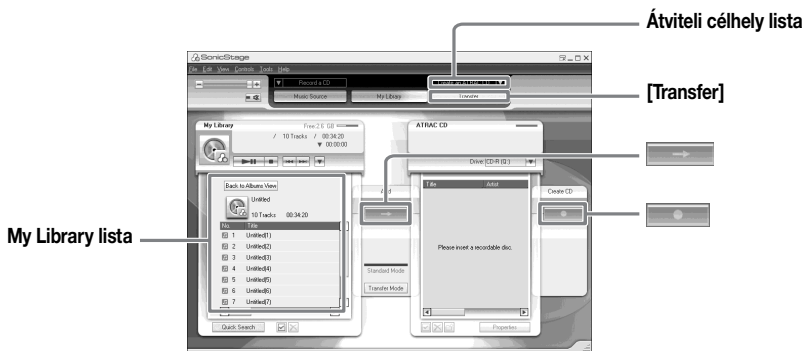 Átviteli célhely lista
SonicStage
File Edit View Controls Tools Help
Record a CD
Create an ATRAC CD
Music Source
My Library
Transfer
[Transfer]
My Library
Free:2.6 GB
/ 10 Tracks / 00:34:20
00:00:00
ATRAC CD
Drive: CD-R (Q:)
Back to Albums View
Untitled
10 Tracks 00:34:20
No. Title
1 Untitled(1)
2 Untitled(2)
3 Untitled(3)
4 Untitled(4)
5 Untitled(5)
6 Untitled(6)
7 Untitled(7)
Title Artist
Create CD
Please insert a recordable disc.
Standard Mode
Transfer Mode
My Library lista
Quick Search
Properties